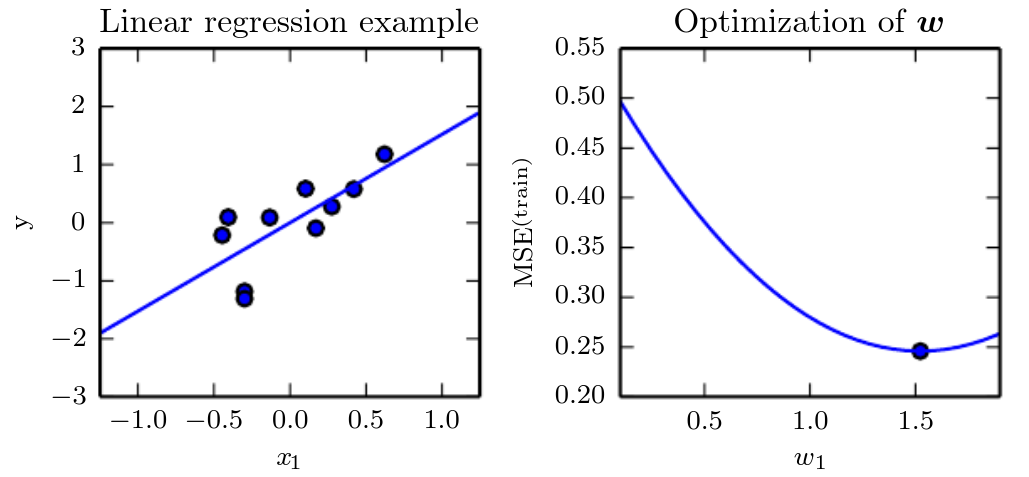 Linear regression example
3
2
1
0
−1
−2
−3
y
−1.0 −0.5 0.0 0.5 1.0
x₁
Optimization of w
0.55
0.50
0.45
0.40
0.35
0.30
0.25
0.20
MSE(train)
0.5 1.0 1.5
w₁